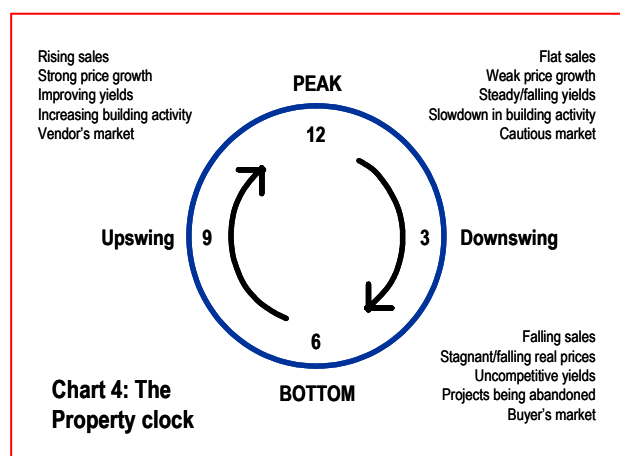 Rising sales
Strong price growth
Improving yields
Increasing building activity
Vendor's market
Flat sales
Weak price growth
Steady/falling yields
Slowdown in building activity
Cautious market
PEAK
12
Upswing
9
3
Downswing
6
BOTTOM
Falling sales
Stagnant/falling real prices
Uncompetitive yields
Projects being abandoned
Buyer's market
Chart 4: The
Property clock